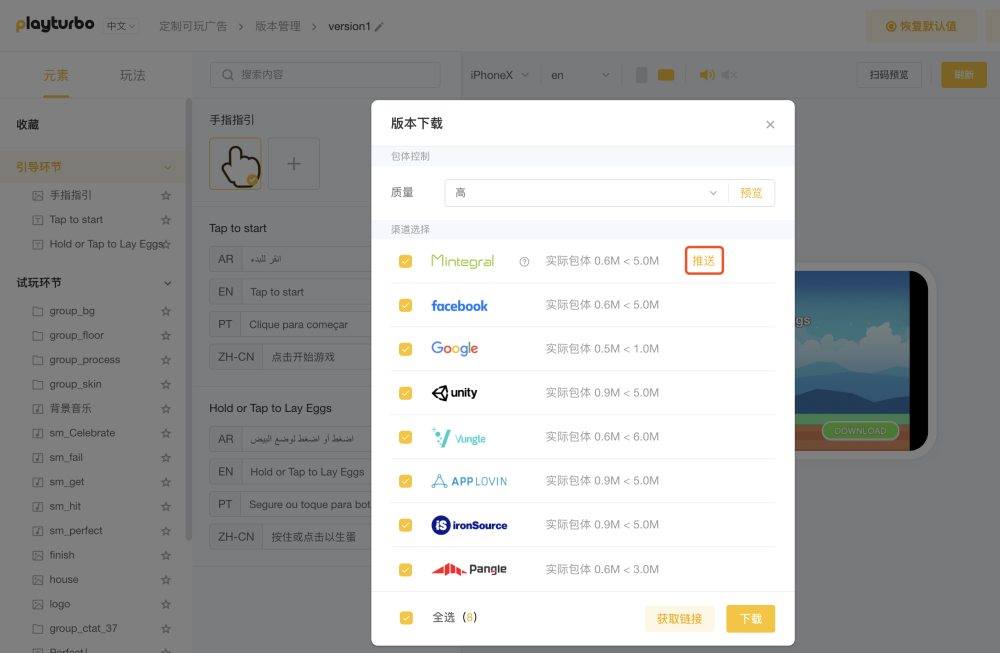 playturbo 中文 定制可玩广告 > 版本管理 > version1 恢复默认值
元素 玩法 搜索内容 iPhoneX en 扫码预览 刷新
收藏
引导环节
手指指引
Tap to start
Hold or Tap to Lay Eggs
试玩环节
group_bg
group_floor
group_process
group_skin
背景音乐
sm_Celebrate
sm_fail
sm_get
sm_hit
sm_perfect
finish
house
logo
group_ctat_37
Perfect!
手指指引
Tap to start
AR انقر للبدء
EN Tap to start
PT Clique para começar
ZH-CN 点击开始游戏
Hold or Tap to Lay Eggs
AR اضغط أو اضغط لوضع البيض
EN Hold or Tap to Lay Eggs
PT Segure ou toque para bot
ZH-CN 按住或点击以生蛋
版本下载
包体控制
质量 高 预览
渠道选择
Mintegral 实际包体 0.6M < 5.0M 推送
facebook 实际包体 0.6M < 5.0M
Google 实际包体 0.5M < 1.0M
unity 实际包体 0.9M < 5.0M
Vungle 实际包体 0.6M < 6.0M
APPLOVIN 实际包体 0.9M < 5.0M
iS ironSource 实际包体 0.9M < 5.0M
Pangle 实际包体 0.6M < 3.0M
全选（8） 获取链接 下载
DOWNLOAD